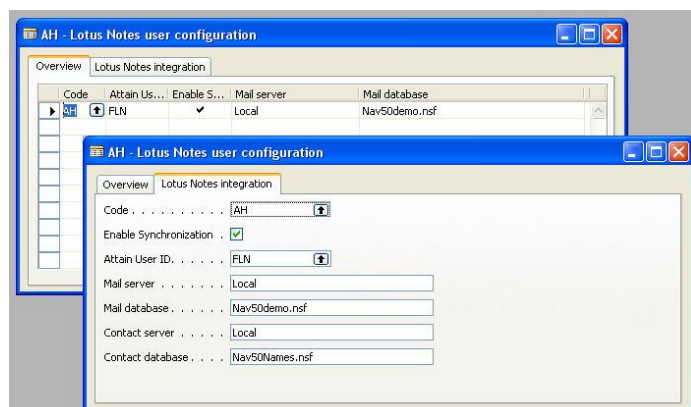 AH - Lotus Notes user configuration
Overview Lotus Notes integration
Code Attain Us... Enable S... Mail server Mail database
AH FLN Local Nav50demo.nsf
AH - Lotus Notes user configuration
Overview Lotus Notes integration
Code . . . . . . . . . . AH
Enable Synchronization .
Attain User ID. . . . . . FLN
Mail server . . . . . . . Local
Mail database . . . . . . Nav50demo.nsf
Contact server . . . . . Local
Contact database . . . . Nav50Names.nsf